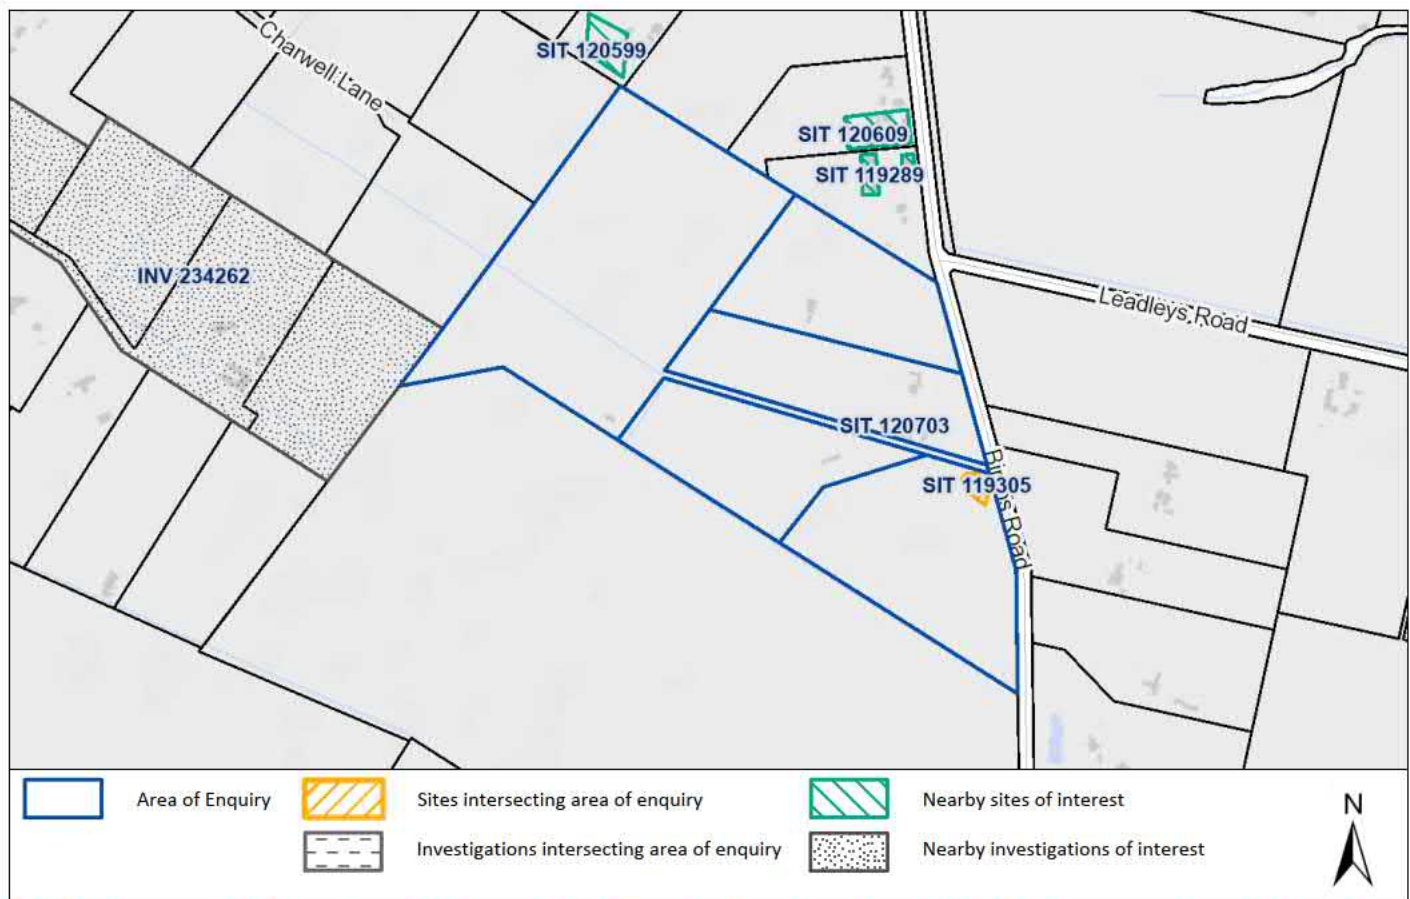 Charwell Lane
SIT 120599
SIT 120609
SIT 119289
INV 234262
Leadleys Road
SIT 120703
SIT 119305
Road
Area of Enquiry
Sites intersecting area of enquiry
Nearby sites of interest
Investigations intersecting area of enquiry
Nearby investigations of interest
N